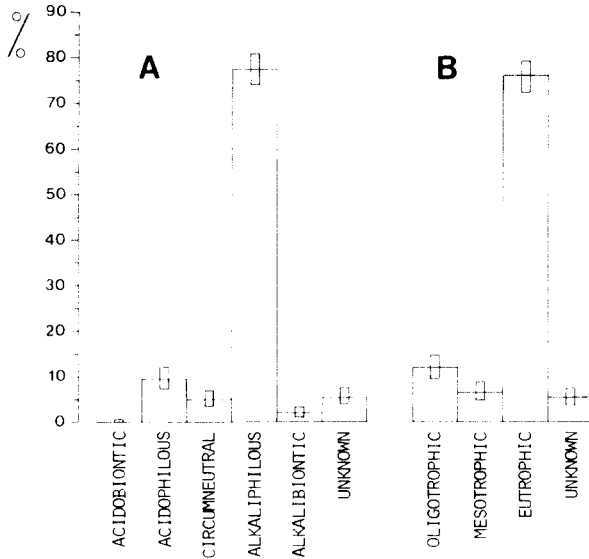 %
90
80
70
60
50
40
30
20
10
0
A
B
ACIDOBIONTIC
ACIDOPHILOUS
CIRCUMNEUTRAL
ALKALIPHILOUS
ALKALIBIONTIC
UNKNOWN
OLIGOTROPHIC
MESOTROPHIC
EUTROPHIC
UNKNOWN